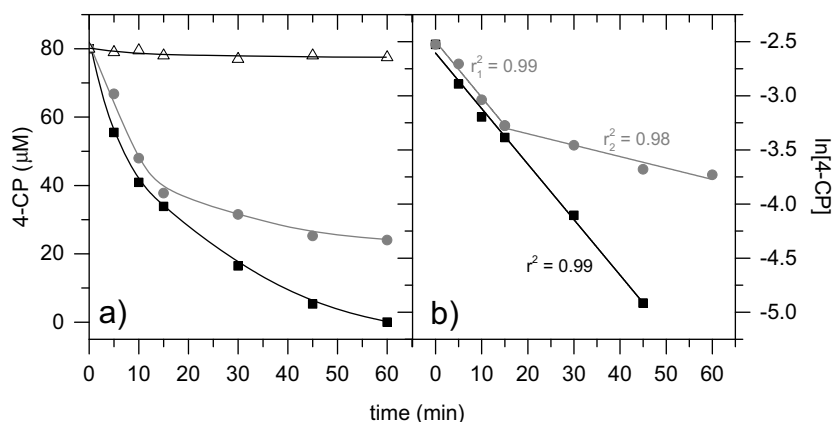 80
60
40
20
0
4-CP (μM)
a)
0 10 20 30 40 50 60
r₁² = 0.99
r₂² = 0.98
r² = 0.99
b)
0 10 20 30 40 50 60
-2.5
-3.0
-3.5
-4.0
-4.5
-5.0
ln[4-CP]
time (min)